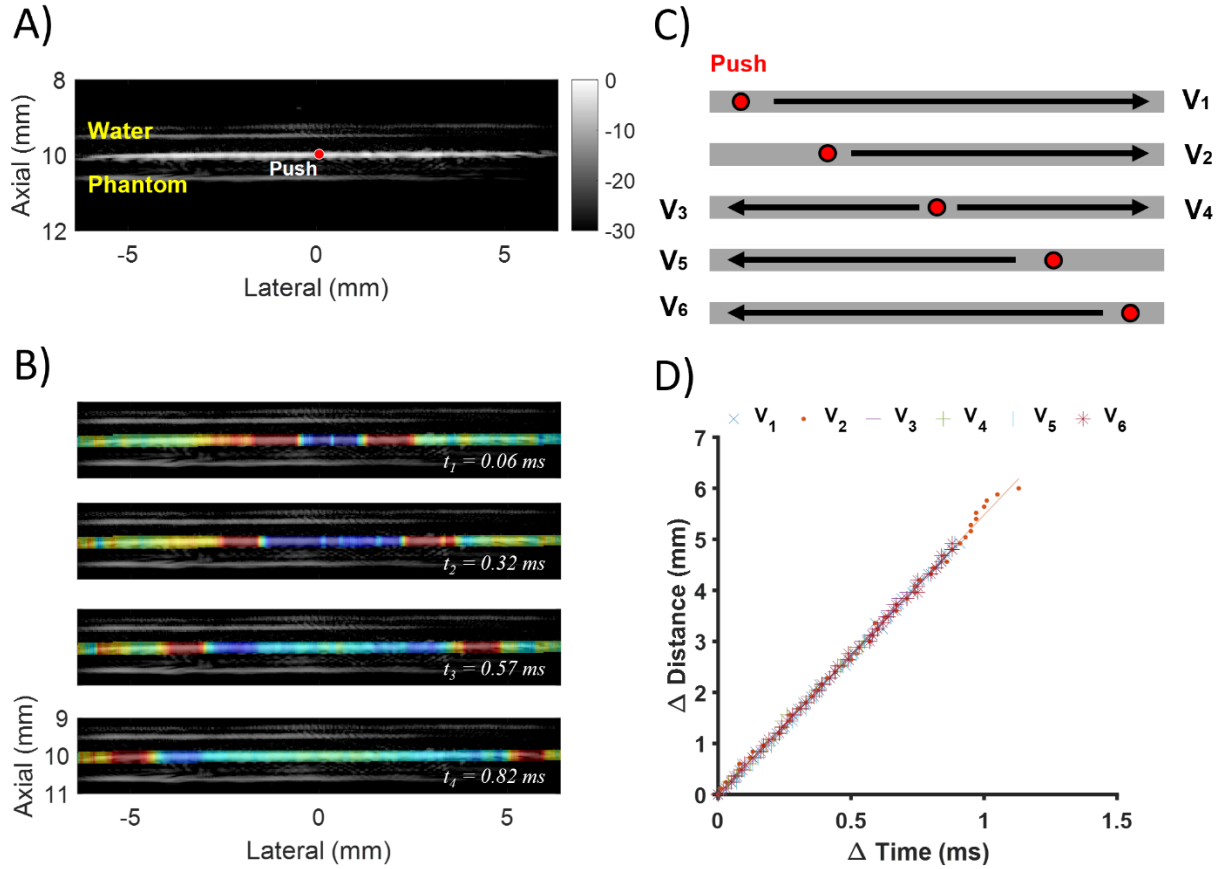 A)
8
Water
10
Push
Phantom
12
Axial (mm)
-5 0 5
Lateral (mm)
0
-10
-20
-30
C)
Push
V1
V2
V3 V4
V5
V6
B)
t1 = 0.06 ms
t2 = 0.32 ms
t3 = 0.57 ms
9
10
11
Axial (mm)
t4 = 0.82 ms
-5 0 5
Lateral (mm)
D)
V1 V2 V3 V4 V5 V6
7
6
5
4
3
2
1
0
Δ Distance (mm)
0 0.5 1 1.5
Δ Time (ms)